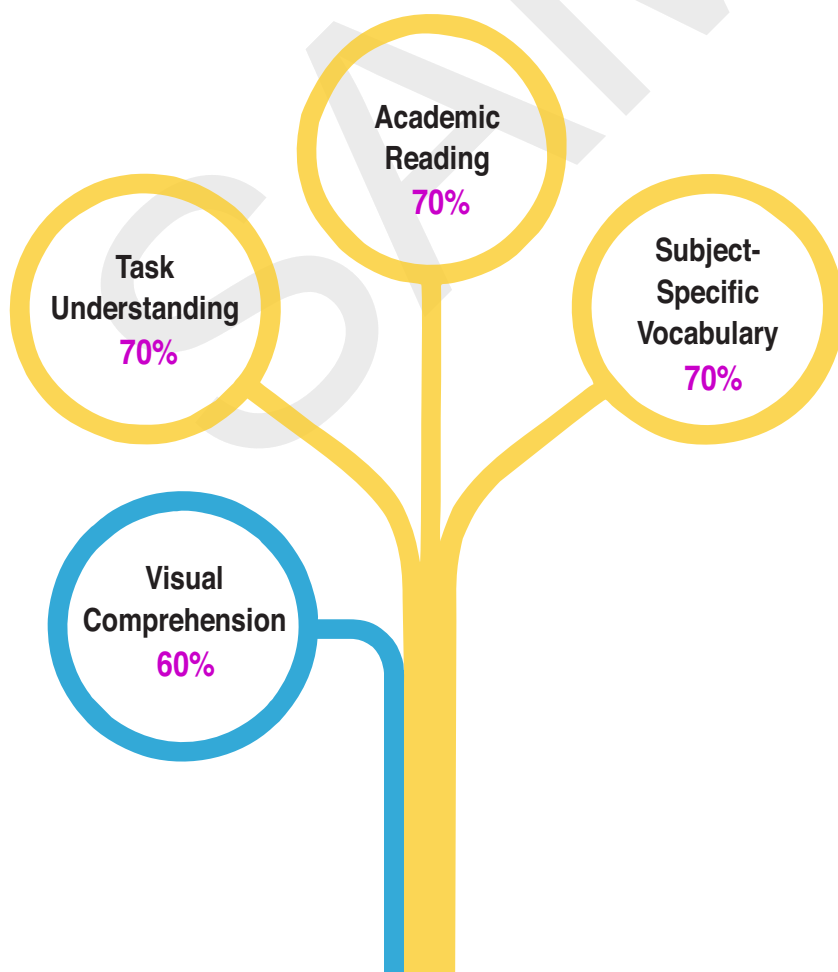 Academic
Reading
70%
Task
Understanding
70%
Subject-
Specific
Vocabulary
70%
Visual
Comprehension
60%